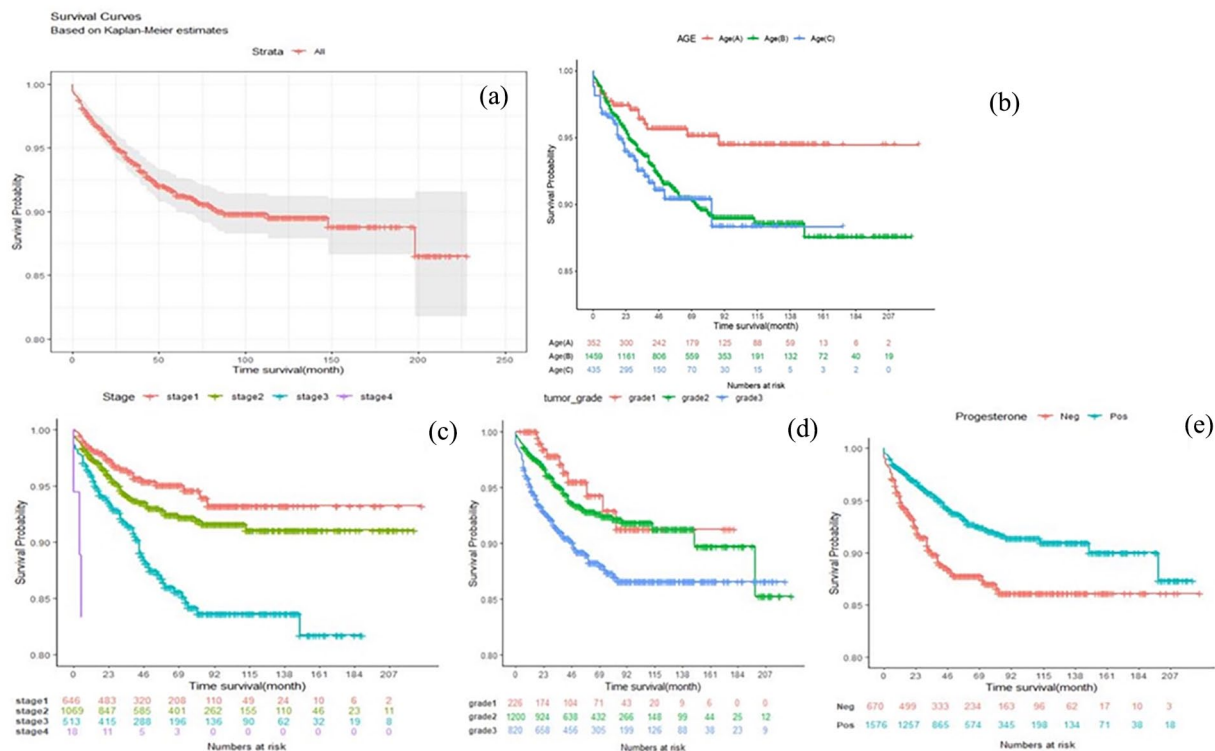 Survival Curves
Based on Kaplan-Meier estimates
Strata All
(a)
Survival Probability
1.00
0.95
0.90
0.85
0.80
0 50 100 150 200 250
Time survival(month)
AGE Age(A) Age(B) Age(C)
(b)
Survival Probability
1.00
0.95
0.90
0.85
0 23 46 69 92 115 138 161 184 207
Time survival(month)
Age(A) 352 300 242 179 125 88 59 13 6 2
Age(B) 1459 1161 806 559 353 191 132 72 40 19
Age(C) 435 295 150 70 30 15 5 3 2 0
Numbers at risk
Stage stage1 stage2 stage3 stage4
(c)
Survival Probability
1.00
0.95
0.90
0.85
0.80
0 23 46 69 92 115 138 161 184 207
Time survival(month)
stage1 646 483 320 208 110 49 24 10 6 2
stage2 1069 847 585 401 262 155 110 46 23 11
stage3 513 415 288 196 136 90 62 32 19 8
stage4 18 11 5 3 0 0 0 0 0 0
Numbers at risk
tumor_grade grade1 grade2 grade3
(d)
Survival Probability
1.00
0.95
0.90
0.85
0.80
0 23 46 69 92 115 138 161 184 207
Time survival(month)
grade1 226 174 104 71 43 20 9 6 0 0
grade2 1200 924 638 432 266 148 99 44 25 12
grade3 820 658 456 305 199 126 88 38 23 9
Numbers at risk
Progesterone Neg Pos
(e)
Survival Probability
1.00
0.95
0.90
0.85
0.80
0 23 46 69 92 115 138 161 184 207
Time survival(month)
Neg 670 499 333 234 163 96 62 17 10 3
Pos 1576 1257 865 574 345 198 134 71 38 18
Numbers at risk